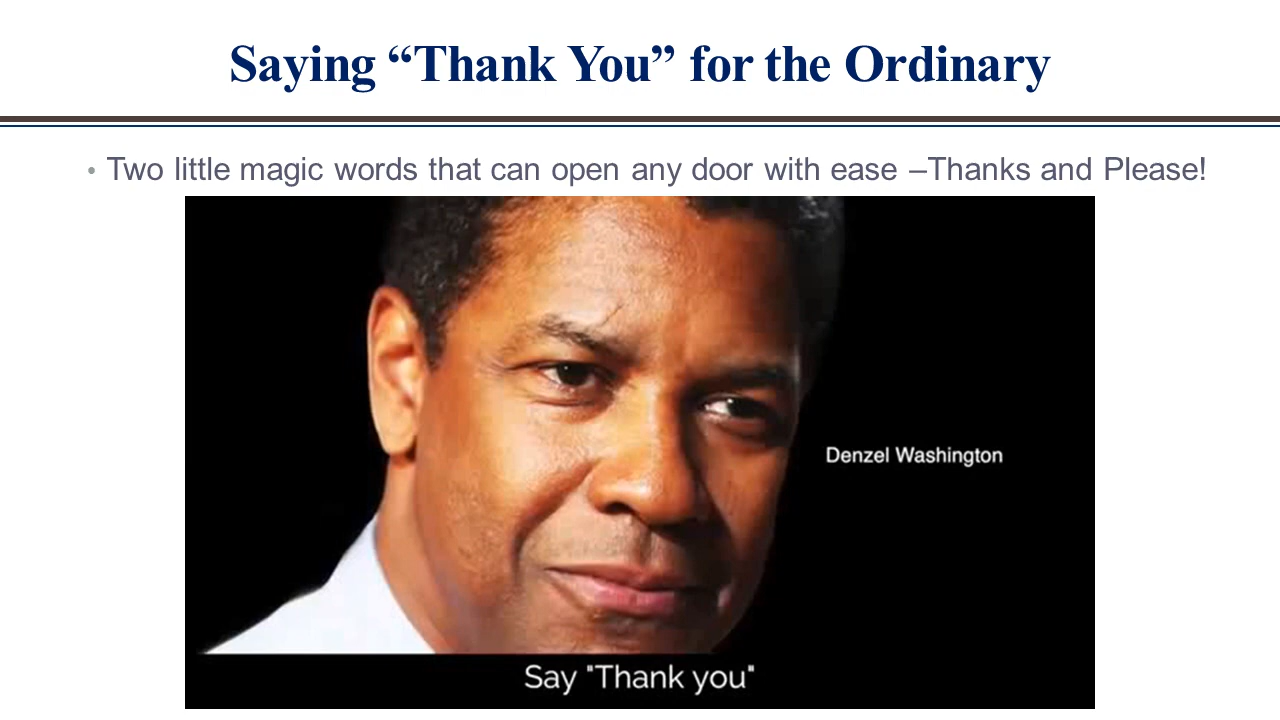 Saying “Thank You” for the Ordinary
• Two little magic words that can open any door with ease –Thanks and Please!
Denzel Washington
Say "Thank you"